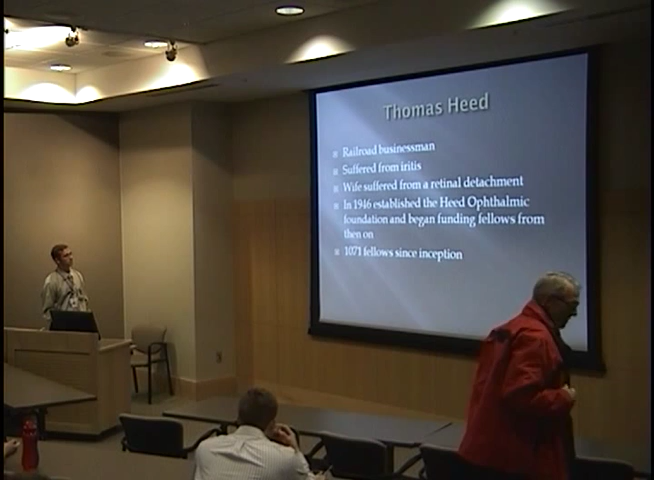 Thomas Heed
Railroad businessman
Suffered from iritis
Wife suffered from a retinal detachment
In 1946 established the Heed Ophthalmic
foundation and began funding fellows from
then on
1071 fellows since inception